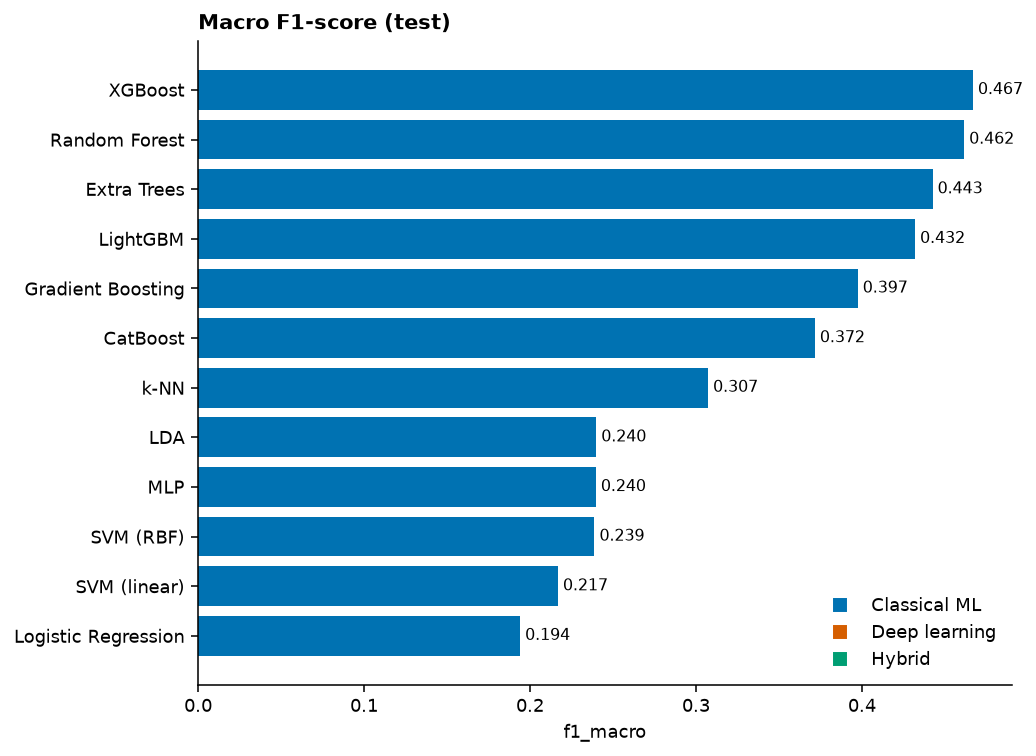 Macro F1-score (test)
XGBoost 0.467
Random Forest 0.462
Extra Trees 0.443
LightGBM 0.432
Gradient Boosting 0.397
CatBoost 0.372
k-NN 0.307
LDA 0.240
MLP 0.240
SVM (RBF) 0.239
SVM (linear) 0.217
Logistic Regression 0.194
Classical ML
Deep learning
Hybrid
0.0 0.1 0.2 0.3 0.4
f1_macro